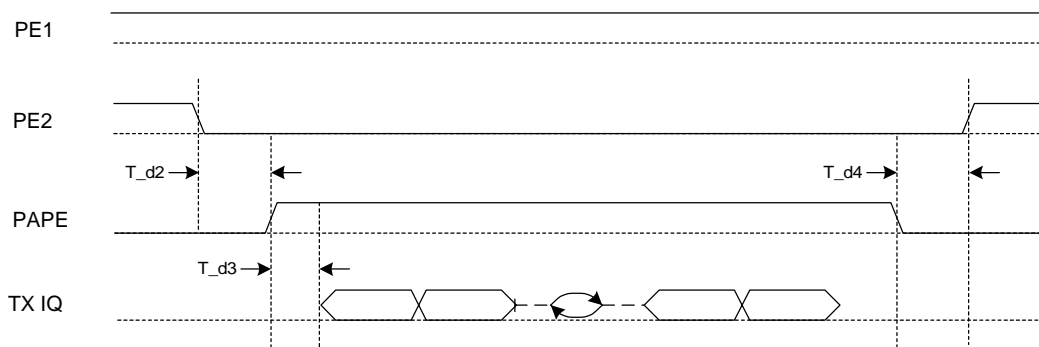 PE1
PE2
T_d2
T_d4
PAPE
T_d3
TX IQ